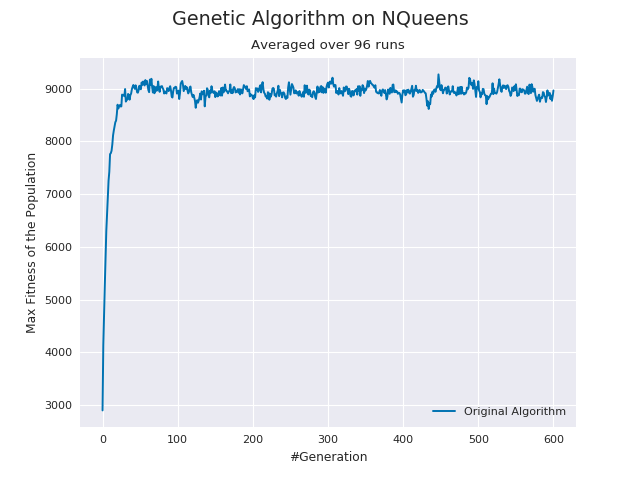 Genetic Algorithm on NQueens
Averaged over 96 runs
Max Fitness of the Population
9000
8000
7000
6000
5000
4000
3000
Original Algorithm
0 100 200 300 400 500 600
#Generation